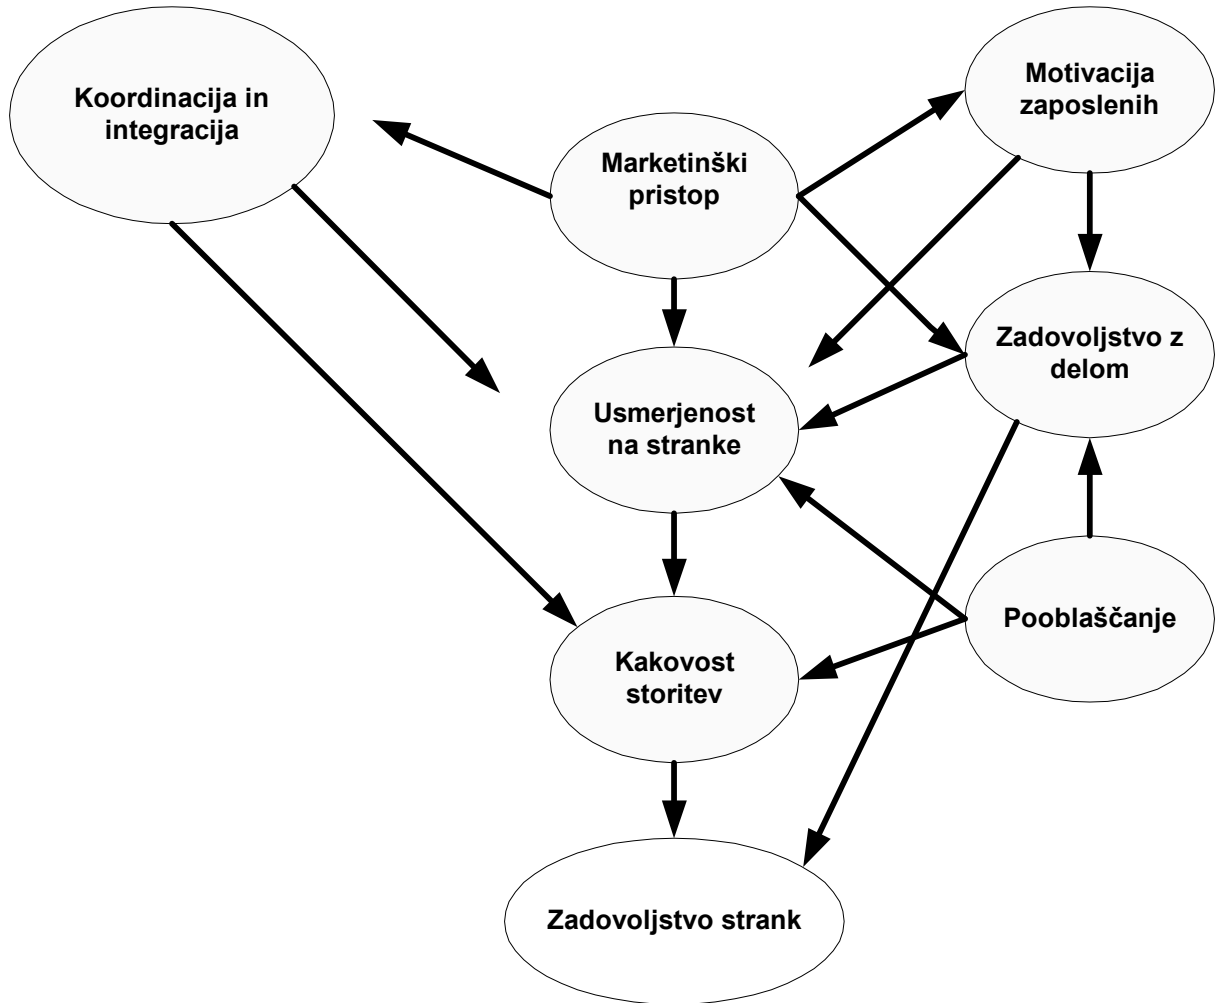 Koordinacija in
integracija
Marketinški
pristop
Motivacija
zaposlenih
Zadovoljstvo z
delom
Usmerjenost
na stranke
Pooblaščanje
Kakovost
storitev
Zadovoljstvo strank